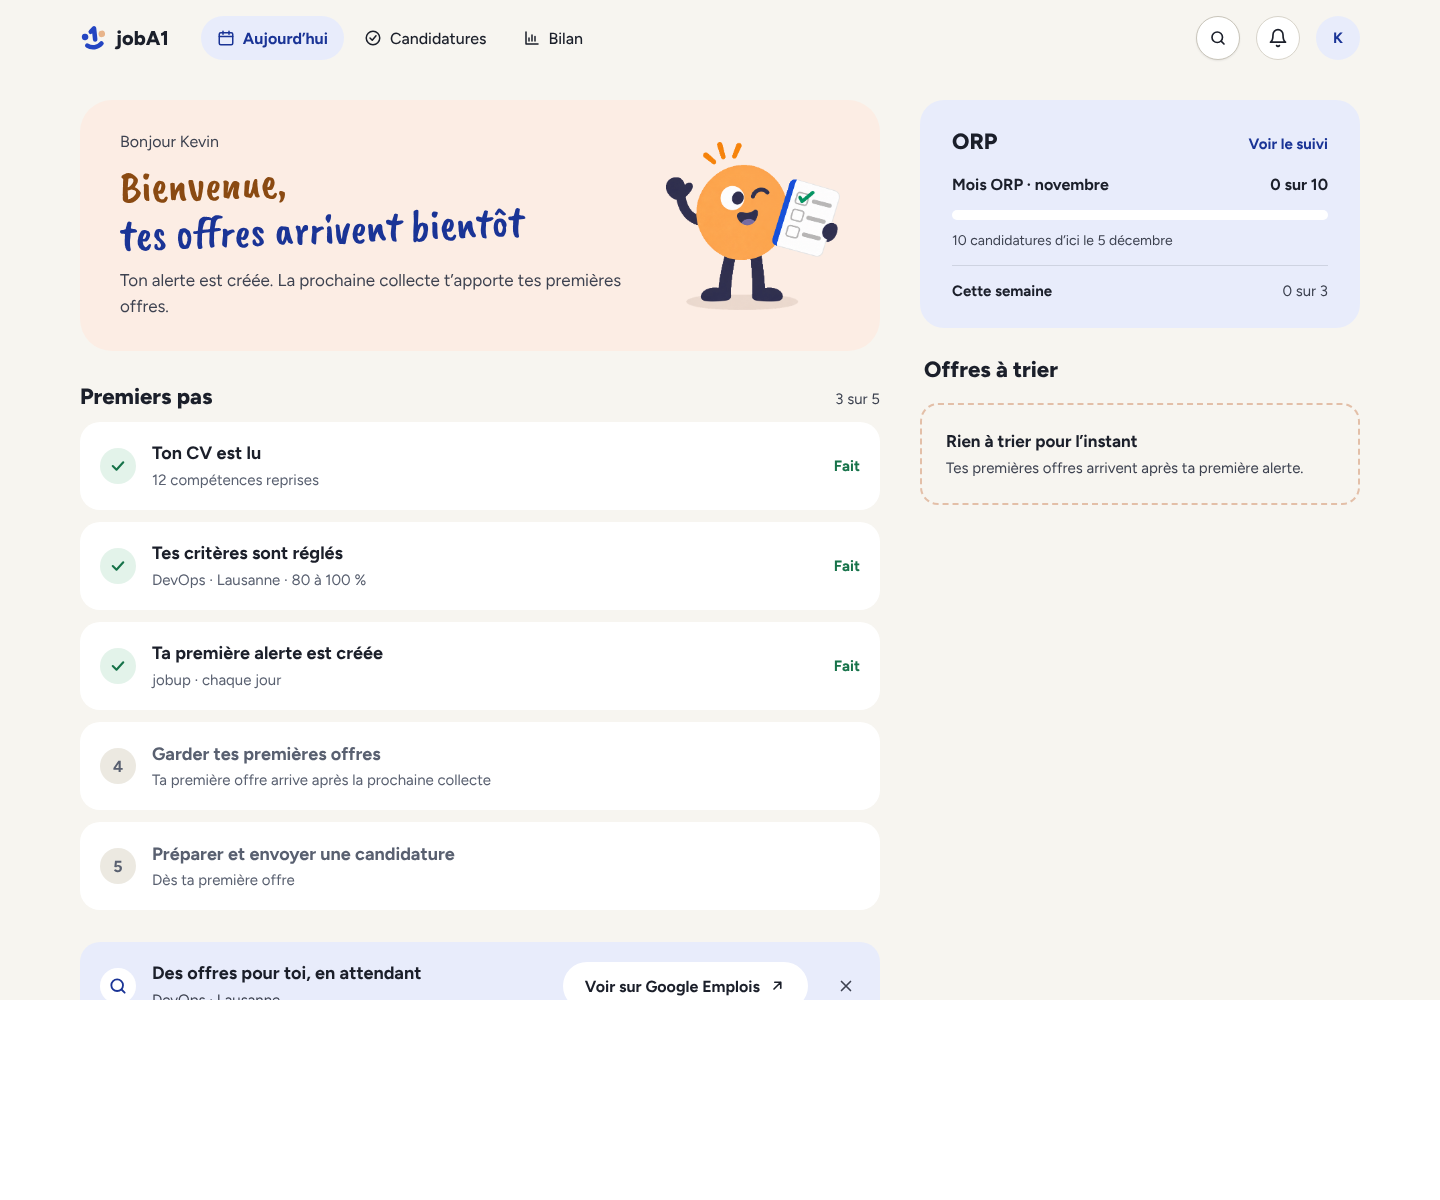 jobA1
Aujourd’hui
Candidatures
Bilan
K
Bonjour Kevin
Bienvenue,
tes offres arrivent bientôt
Ton alerte est créée. La prochaine collecte t’apporte tes premières
offres.
ORP
Voir le suivi
Mois ORP · novembre
0 sur 10
10 candidatures d’ici le 5 décembre
Cette semaine
0 sur 3
Premiers pas
3 sur 5
Ton CV est lu
12 compétences reprises
Fait
Tes critères sont réglés
DevOps · Lausanne · 80 à 100 %
Fait
Ta première alerte est créée
jobup · chaque jour
Fait
4
Garder tes premières offres
Ta première offre arrive après la prochaine collecte
5
Préparer et envoyer une candidature
Dès ta première offre
Des offres pour toi, en attendant
DevOps · Lausanne
Voir sur Google Emplois
Offres à trier
Rien à trier pour l’instant
Tes premières offres arrivent après ta première alerte.